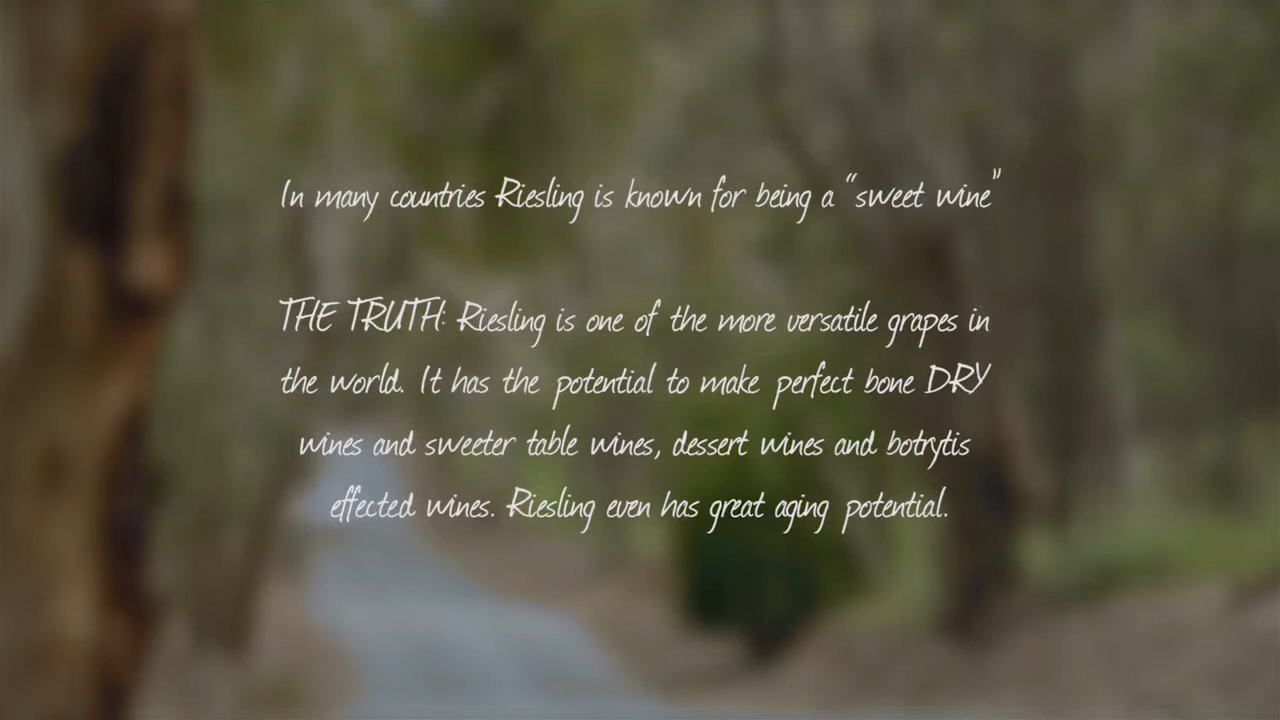 In many countries Riesling is known for being a “sweet wine”
THE TRUTH: Riesling is one of the more versatile grapes in
the world. It has the potential to make perfect bone DRY
wines and sweeter table wines, dessert wines and botrytis
effected wines. Riesling even has great aging potential.